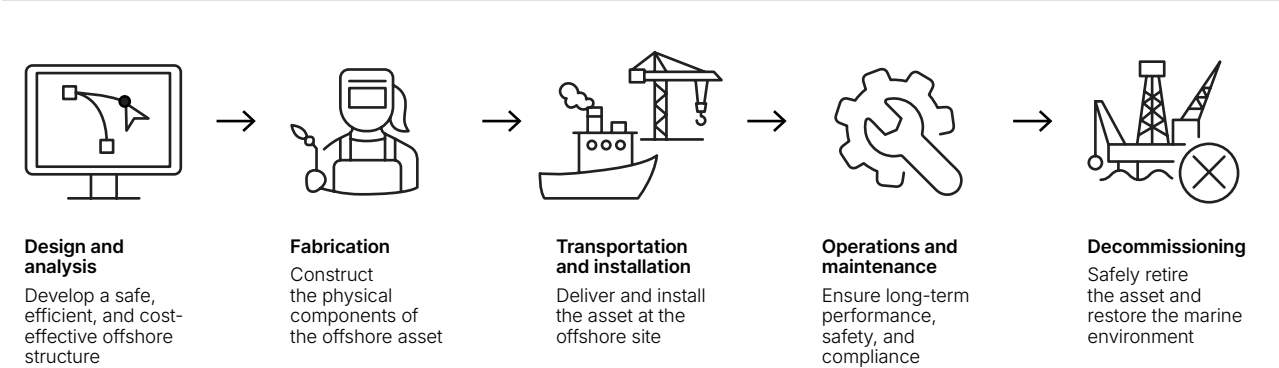 Design and
analysis
Develop a safe,
efficient, and cost-
effective offshore
structure
Fabrication
Construct
the physical
components of
the offshore asset
Transportation
and installation
Deliver and install
the asset at the
offshore site
Operations and
maintenance
Ensure long-term
performance,
safety, and
compliance
Decommissioning
Safely retire
the asset and
restore the marine
environment